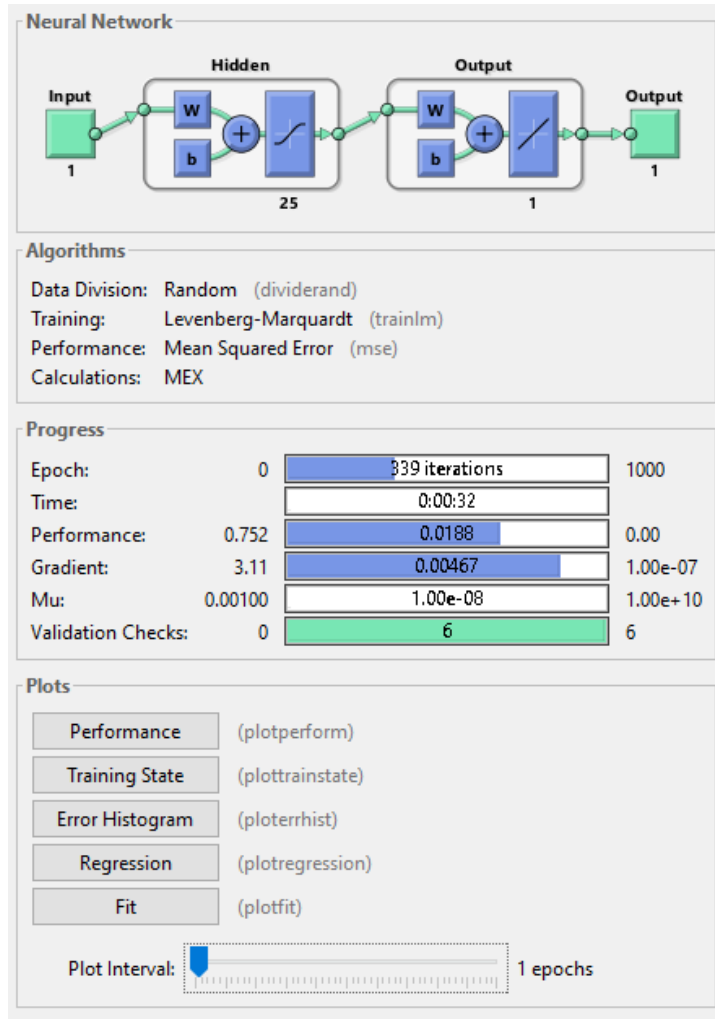 Neural Network
Hidden Output
Input Output
W W
b b
1 25 1 1
Algorithms
Data Division: Random (dividerand)
Training: Levenberg-Marquardt (trainlm)
Performance: Mean Squared Error (mse)
Calculations: MEX
Progress
Epoch: 0 339 iterations 1000
Time: 0:00:32
Performance: 0.752 0.0188 0.00
Gradient: 3.11 0.00467 1.00e-07
Mu: 0.00100 1.00e-08 1.00e+10
Validation Checks: 0 6 6
Plots
Performance (plotperform)
Training State (plottrainstate)
Error Histogram (ploterrhist)
Regression (plotregression)
Fit (plotfit)
Plot Interval: 1 epochs